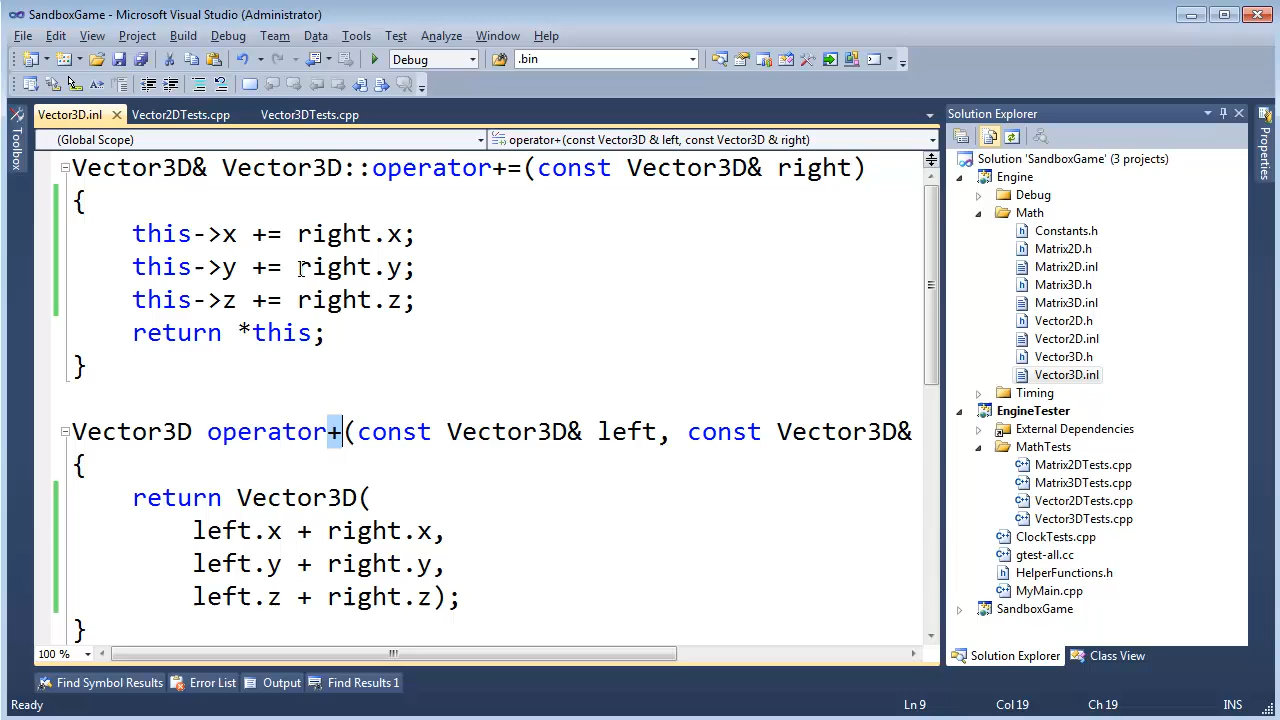 SandboxGame - Microsoft Visual Studio (Administrator)
File Edit View Project Build Debug Team Data Tools Test Analyze Window Help
Debug .bin
Vector3D.inl Vector2DTests.cpp Vector3DTests.cpp
(Global Scope) operator+(const Vector3D & left, const Vector3D & right)
Toolbox
Vector3D& Vector3D::operator+=(const Vector3D& right)
{
this->x += right.x;
this->y += right.y;
this->z += right.z;
return *this;
}
Vector3D operator+(const Vector3D& left, const Vector3D&
{
return Vector3D(
left.x + right.x,
left.y + right.y,
left.z + right.z);
}
100 %
Solution Explorer
Solution 'SandboxGame' (3 projects)
Engine
Debug
Math
Constants.h
Matrix2D.h
Matrix2D.inl
Matrix3D.h
Matrix3D.inl
Vector2D.h
Vector2D.inl
Vector3D.h
Vector3D.inl
Timing
EngineTester
External Dependencies
MathTests
Matrix2DTests.cpp
Matrix3DTests.cpp
Vector2DTests.cpp
Vector3DTests.cpp
ClockTests.cpp
gtest-all.cc
HelperFunctions.h
MyMain.cpp
SandboxGame
Solution Explorer Class View
Properties
Find Symbol Results Error List Output Find Results 1
Ready Ln 9 Col 19 Ch 19 INS